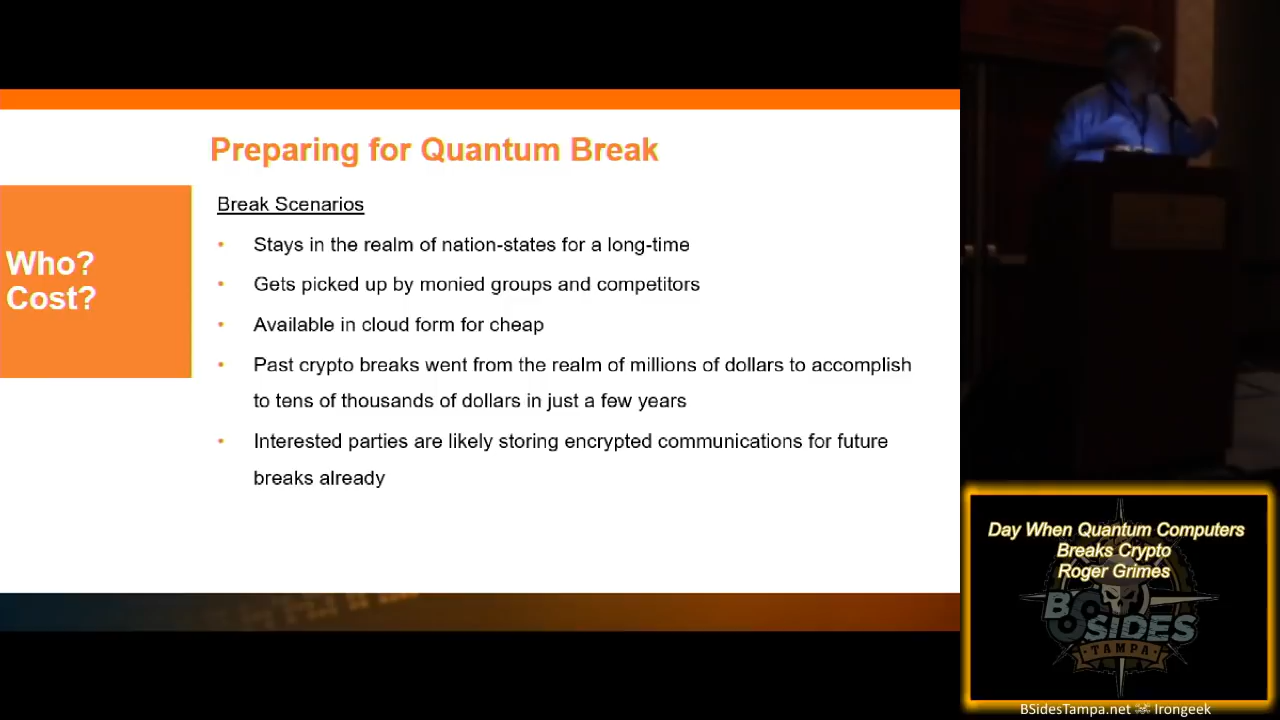 Preparing for Quantum Break
Who?
Cost?
Break Scenarios
• Stays in the realm of nation-states for a long-time
• Gets picked up by monied groups and competitors
• Available in cloud form for cheap
• Past crypto breaks went from the realm of millions of dollars to accomplish
to tens of thousands of dollars in just a few years
• Interested parties are likely storing encrypted communications for future
breaks already
Day When Quantum Computers
Breaks Crypto
Roger Grimes
BSIDES
TAMPA
BSidesTampa.net Irongeek